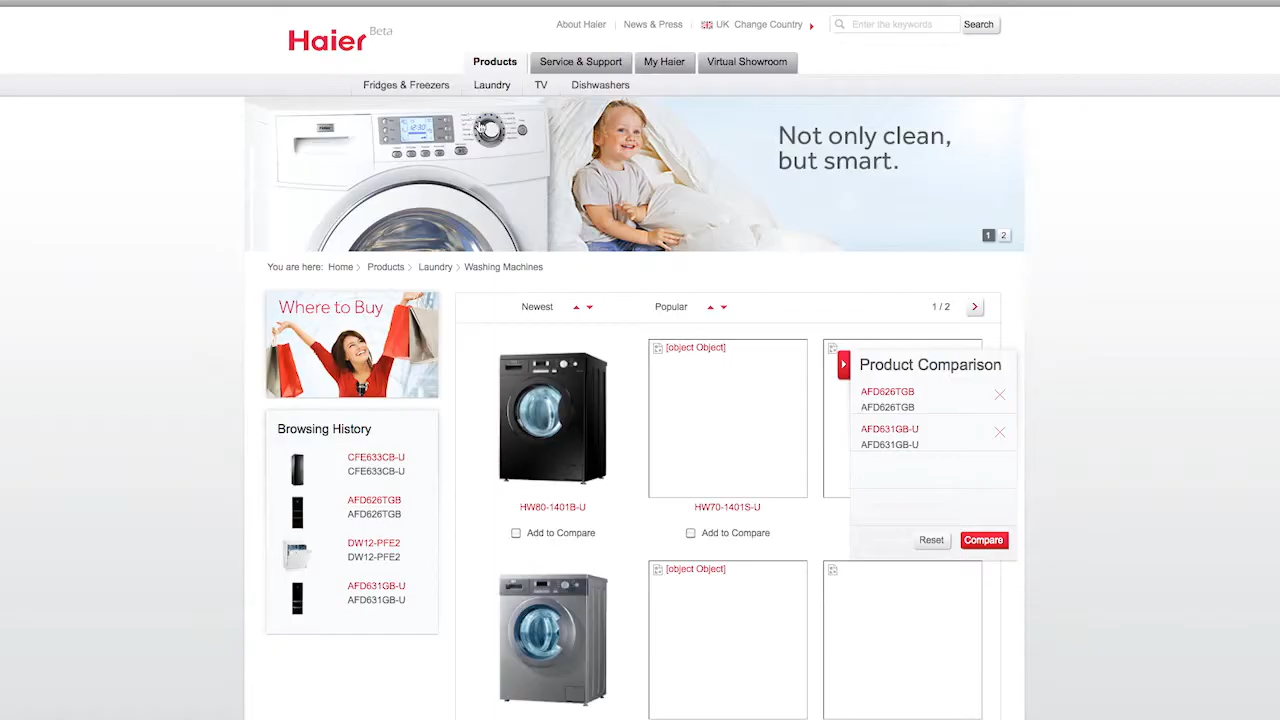 Haier Beta
About Haier News & Press UK Change Country Enter the keywords Search
Products Service & Support My Haier Virtual Showroom
Fridges & Freezers Laundry TV Dishwashers
Not only clean,
but smart.
1 2
You are here: Home Products Laundry Washing Machines
Where to Buy
Newest Popular 1 / 2
[object Object]
Product Comparison
AFD626TGB
AFD626TGB
AFD631GB-U
AFD631GB-U
Reset Compare
Browsing History
CFE633CB-U
CFE633CB-U
AFD626TGB
AFD626TGB
DW12-PFE2
DW12-PFE2
AFD631GB-U
AFD631GB-U
HW80-1401B-U HW70-1401S-U
Add to Compare Add to Compare
[object Object]